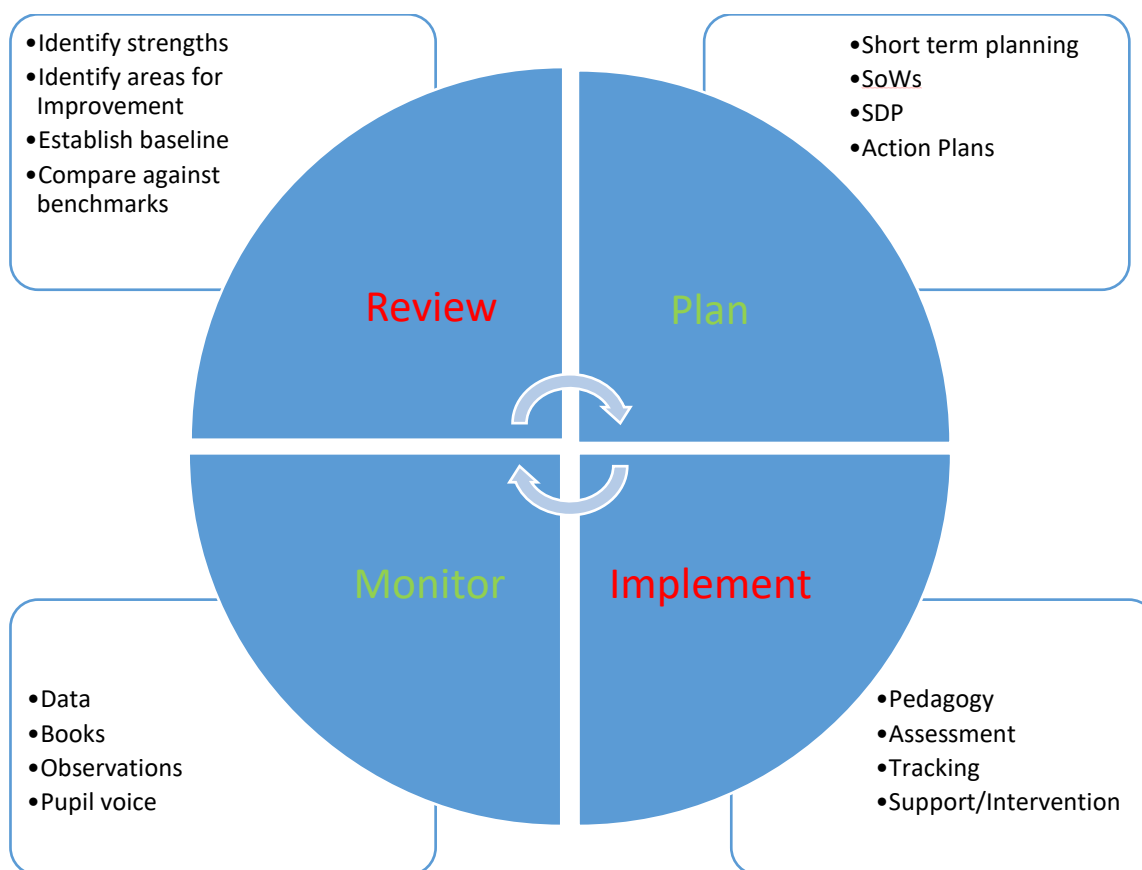 •Identify strengths
•Identify areas for
Improvement
•Establish baseline
•Compare against
benchmarks
•Short term planning
•SoWs
•SDP
•Action Plans
Review
Plan
Monitor
Implement
•Data
•Books
•Observations
•Pupil voice
•Pedagogy
•Assessment
•Tracking
•Support/Intervention